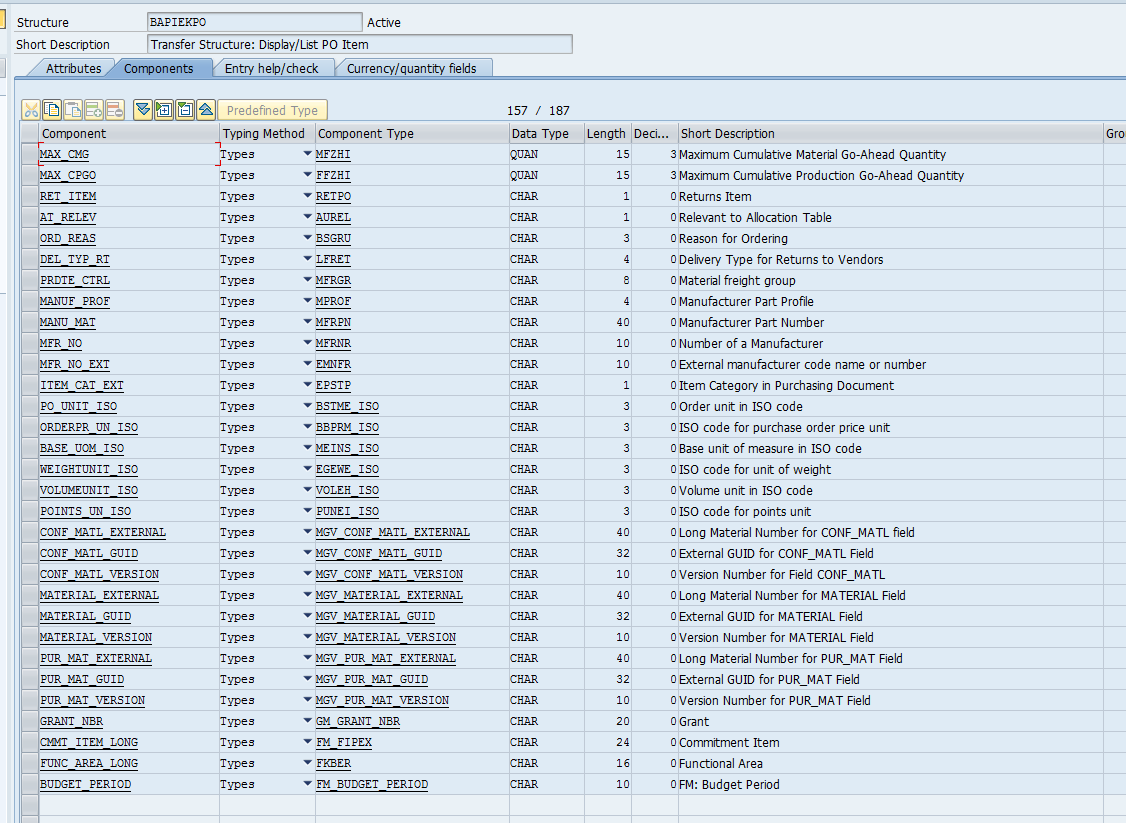 Structure BAPIEKPO Active
Short Description Transfer Structure: Display/List PO Item
Attributes Components Entry help/check Currency/quantity fields
Predefined Type 157 / 187
Component Typing Method Component Type Data Type Length Deci... Short Description Gro
MAX_CMG Types MFZHI QUAN 15 3 Maximum Cumulative Material Go-Ahead Quantity
MAX_CPGO Types FFZHI QUAN 15 3 Maximum Cumulative Production Go-Ahead Quantity
RET_ITEM Types RETPO CHAR 1 0 Returns Item
AT_RELEV Types AUREL CHAR 1 0 Relevant to Allocation Table
ORD_REAS Types BSGRU CHAR 3 0 Reason for Ordering
DEL_TYP_RT Types LFRET CHAR 4 0 Delivery Type for Returns to Vendors
PRDTE_CTRL Types MFRGR CHAR 8 0 Material freight group
MANUF_PROF Types MPROF CHAR 4 0 Manufacturer Part Profile
MANU_MAT Types MFRPN CHAR 40 0 Manufacturer Part Number
MFR_NO Types MFRNR CHAR 10 0 Number of a Manufacturer
MFR_NO_EXT Types EMNFR CHAR 10 0 External manufacturer code name or number
ITEM_CAT_EXT Types EPSTP CHAR 1 0 Item Category in Purchasing Document
PO_UNIT_ISO Types BSTME_ISO CHAR 3 0 Order unit in ISO code
ORDERPR_UN_ISO Types BBPRM_ISO CHAR 3 0 ISO code for purchase order price unit
BASE_UOM_ISO Types MEINS_ISO CHAR 3 0 Base unit of measure in ISO code
WEIGHTUNIT_ISO Types EGEWE_ISO CHAR 3 0 ISO code for unit of weight
VOLUMEUNIT_ISO Types VOLEH_ISO CHAR 3 0 Volume unit in ISO code
POINTS_UN_ISO Types PUNEI_ISO CHAR 3 0 ISO code for points unit
CONF_MATL_EXTERNAL Types MGV_CONF_MATL_EXTERNAL CHAR 40 0 Long Material Number for CONF_MATL field
CONF_MATL_GUID Types MGV_CONF_MATL_GUID CHAR 32 0 External GUID for CONF_MATL Field
CONF_MATL_VERSION Types MGV_CONF_MATL_VERSION CHAR 10 0 Version Number for Field CONF_MATL
MATERIAL_EXTERNAL Types MGV_MATERIAL_EXTERNAL CHAR 40 0 Long Material Number for MATERIAL Field
MATERIAL_GUID Types MGV_MATERIAL_GUID CHAR 32 0 External GUID for MATERIAL Field
MATERIAL_VERSION Types MGV_MATERIAL_VERSION CHAR 10 0 Version Number for MATERIAL Field
PUR_MAT_EXTERNAL Types MGV_PUR_MAT_EXTERNAL CHAR 40 0 Long Material Number for PUR_MAT Field
PUR_MAT_GUID Types MGV_PUR_MAT_GUID CHAR 32 0 External GUID for PUR_MAT Field
PUR_MAT_VERSION Types MGV_PUR_MAT_VERSION CHAR 10 0 Version Number for PUR_MAT Field
GRANT_NBR Types GM_GRANT_NBR CHAR 20 0 Grant
CMMT_ITEM_LONG Types FM_FIPEX CHAR 24 0 Commitment Item
FUNC_AREA_LONG Types FKBER CHAR 16 0 Functional Area
BUDGET_PERIOD Types FM_BUDGET_PERIOD CHAR 10 0 FM: Budget Period